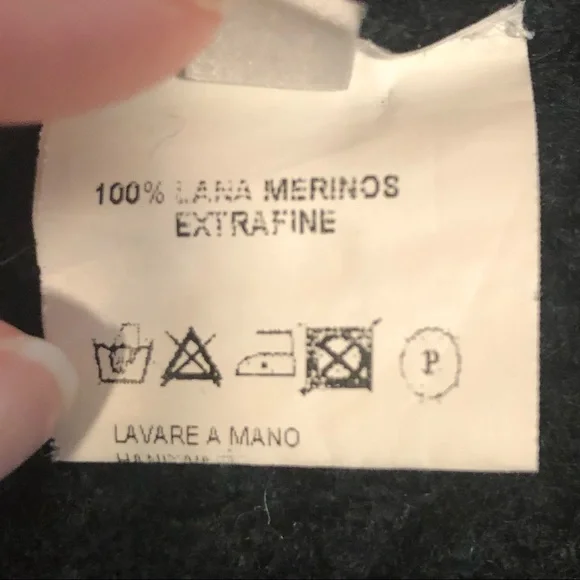 100% LANA MERINOS
EXTRAFINE
P
LAVARE A MANO